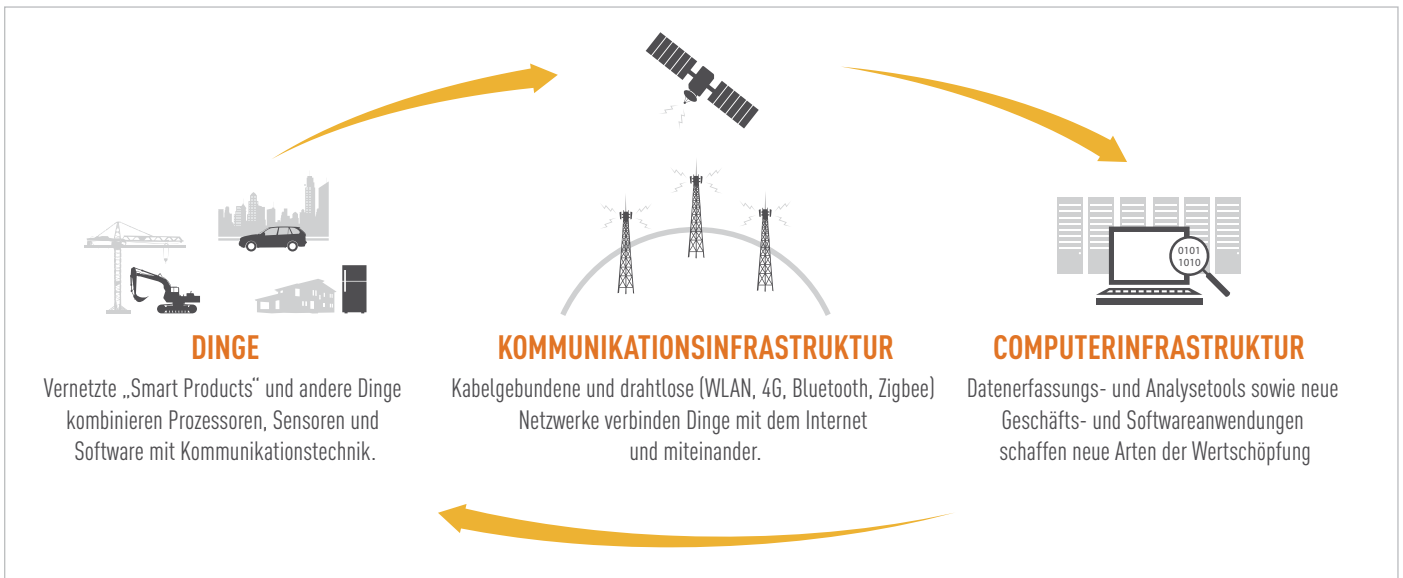 0101
1010
DINGE
Vernetzte „Smart Products“ und andere Dinge
kombinieren Prozessoren, Sensoren und
Software mit Kommunikationstechnik.
KOMMUNIKATIONSINFRASTRUKTUR
Kabelgebundene und drahtlose (WLAN, 4G, Bluetooth, Zigbee)
Netzwerke verbinden Dinge mit dem Internet
und miteinander.
COMPUTERINFRASTRUKTUR
Datenerfassungs- und Analysetools sowie neue
Geschäfts- und Softwareanwendungen
schaffen neue Arten der Wertschöpfung